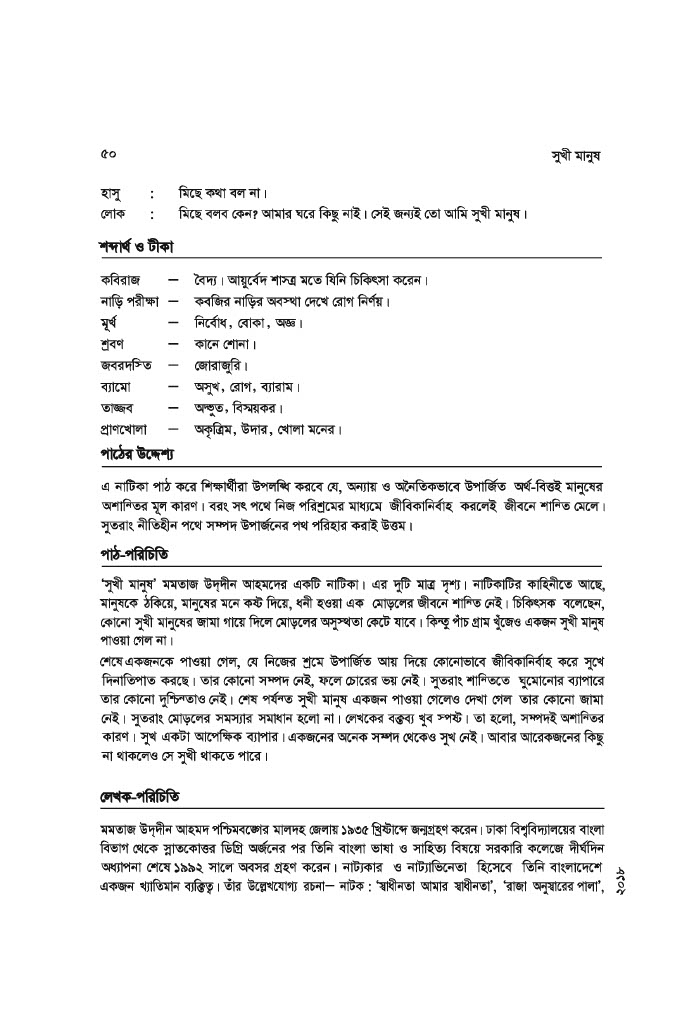 ৫০ সুখী মানুষ
হাসু : মিছে কথা বল না।
লোক : মিছে বলব কেন? আমার ঘরে কিছু নাই। সেই জন্যই তো আমি সুখী মানুষ।
শব্দার্থ ও টীকা
কবিরাজ – বৈদ্য। আয়ুর্বেদ শাস্ত্র মতে যিনি চিকিৎসা করেন।
নাড়ি পরীক্ষা – কবজির নাড়ির অবস্থা দেখে রোগ নির্ণয়।
মূর্খ – নির্বোধ, বোকা, অজ্ঞ।
শ্রবণ – কানে শোনা।
জবরদস্তি – জোরাজুরি।
ব্যামো – অসুখ, রোগ, ব্যারাম।
তাজ্জব – অদ্ভুত, বিস্ময়কর।
প্রাণখোলা – অকৃত্রিম, উদার, খোলা মনের।
পাঠের উদ্দেশ্য
এ নাটিকা পাঠ করে শিক্ষার্থীরা উপলব্ধি করবে যে, অন্যায় ও অনৈতিকভাবে উপার্জিত অর্থ-বিত্তই মানুষের
অশান্তির মূল কারণ। বরং সৎ পথে নিজ পরিশ্রমের মাধ্যমে জীবিকানির্বাহ করলেই জীবনে শান্তি মেলে।
সুতরাং নীতিহীন পথে সম্পদ উপার্জনের পথ পরিহার করাই উত্তম।
পাঠ-পরিচিতি
‘সুখী মানুষ’ মমতাজ উদ্‌দীন আহমদের একটি নাটিকা। এর দুটি মাত্র দৃশ্য। নাটিকাটির কাহিনীতে আছে,
মানুষকে ঠকিয়ে, মানুষের মনে কষ্ট দিয়ে, ধনী হওয়া এক মোড়লের জীবনে শান্তি নেই। চিকিৎসক বলেছেন,
কোনো সুখী মানুষের জামা গায়ে দিলে মোড়লের অসুস্থতা কেটে যাবে। কিন্তু পাঁচ গ্রাম খুঁজেও একজন সুখী মানুষ
পাওয়া গেল না।
শেষে একজনকে পাওয়া গেল, যে নিজের শ্রমে উপার্জিত আয় দিয়ে কোনোভাবে জীবিকানির্বাহ করে সুখে
দিনাতিপাত করছে। তার কোনো সম্পদ নেই, ফলে চোরের ভয় নেই। সুতরাং শান্তিতে ঘুমোনোর ব্যাপারে
তার কোনো দুশ্চিন্তাও নেই। শেষ পর্যন্ত সুখী মানুষ একজন পাওয়া গেলেও দেখা গেল তার কোনো জামা
নেই। সুতরাং মোড়লের সমস্যার সমাধান হলো না। লেখকের বক্তব্য খুব স্পষ্ট। তা হলো, সম্পদই অশান্তির
কারণ। সুখ একটা আপেক্ষিক ব্যাপার। একজনের অনেক সম্পদ থেকেও সুখ নেই। আবার আরেকজনের কিছু
না থাকলেও সে সুখী থাকতে পারে।
লেখক-পরিচিতি
মমতাজ উদ্‌দীন আহমদ পশ্চিমবঙ্গের মালদহ জেলায় ১৯৩৫ খ্রিষ্টাব্দে জন্মগ্রহণ করেন। ঢাকা বিশ্ববিদ্যালয়ের বাংলা
বিভাগ থেকে স্নাতকোত্তর ডিগ্রি অর্জনের পর তিনি বাংলা ভাষা ও সাহিত্য বিষয়ে সরকারি কলেজে দীর্ঘদিন
অধ্যাপনা শেষে ১৯৯২ সালে অবসর গ্রহণ করেন। নাট্যকার ও নাট্যাভিনেতা হিসেবে তিনি বাংলাদেশে
একজন খ্যাতিমান ব্যক্তিত্ব। তাঁর উল্লেখযোগ্য রচনা– নাটক : ‘স্বাধীনতা আমার স্বাধীনতা’, ‘রাজা অনুস্বারের পালা’,
২০১৮